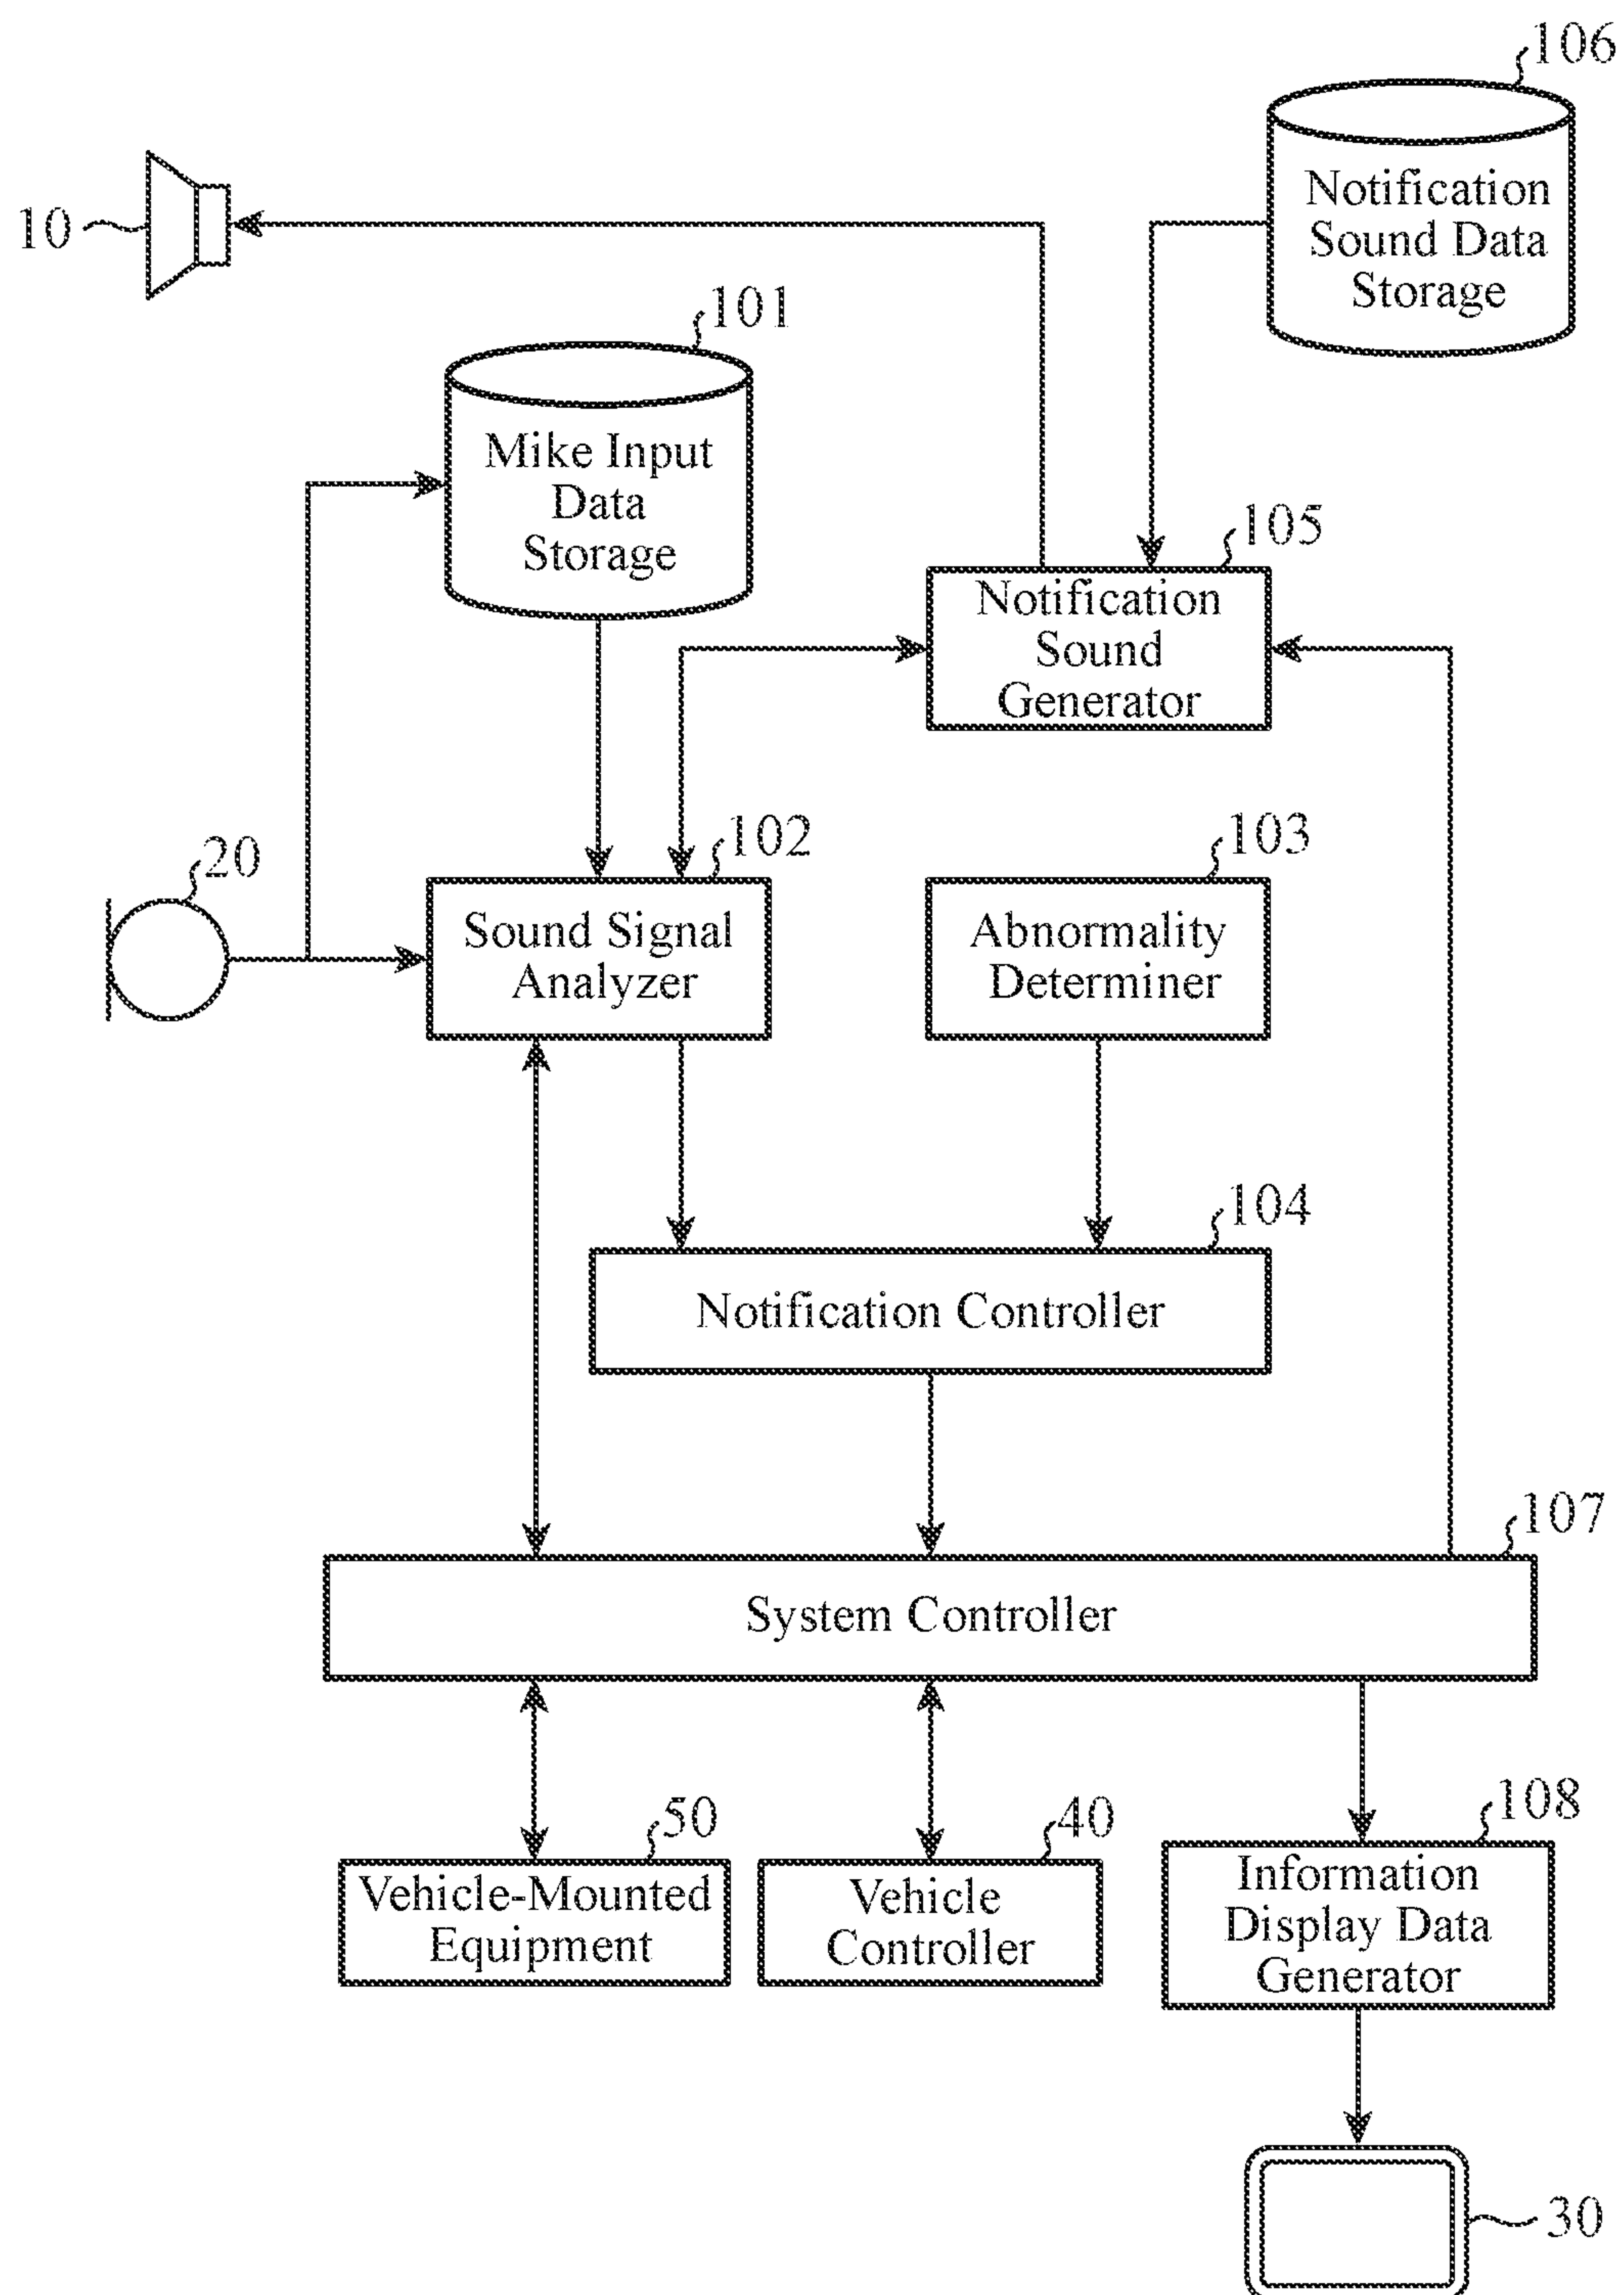 106
Notification
Sound Data
Storage
10
101
Mike Input
Data
Storage
105
Notification
Sound
Generator
20
102
Sound Signal
Analyzer
103
Abnormality
Determiner
104
Notification Controller
107
System Controller
50
Vehicle-Mounted
Equipment
40
Vehicle
Controller
108
Information
Display Data
Generator
30